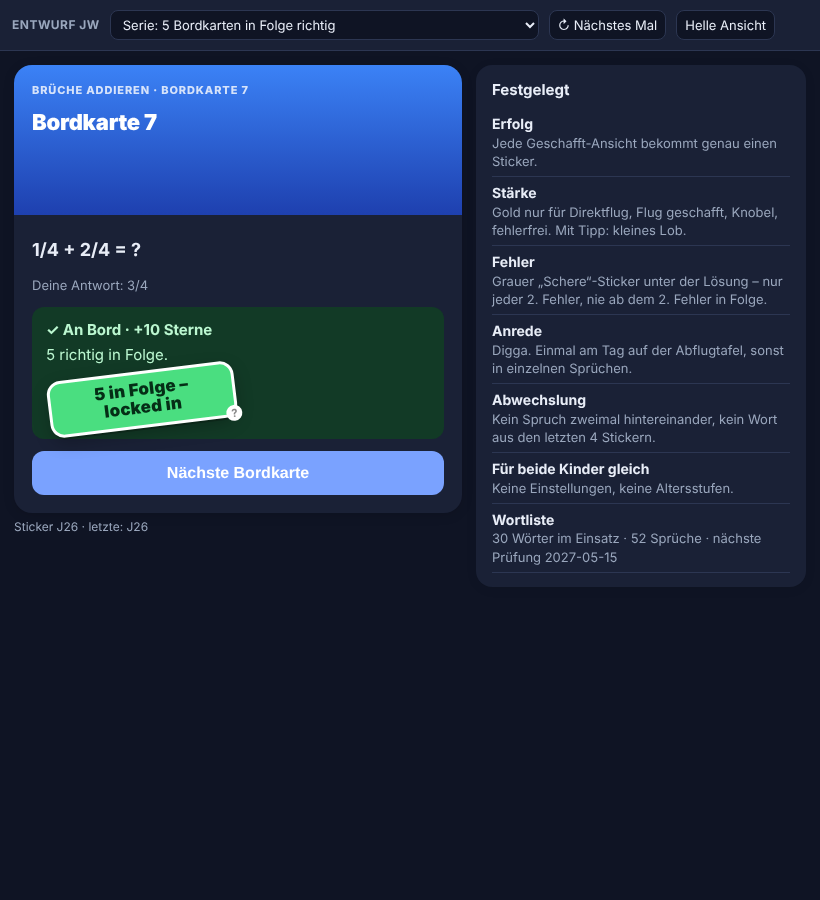 ENTWURF JW
Serie: 5 Bordkarten in Folge richtig
↻ Nächstes Mal
Helle Ansicht
BRÜCHE ADDIEREN · BORDKARTE 7
Bordkarte 7
1/4 + 2/4 = ?
Deine Antwort: 3/4
✓ An Bord · +10 Sterne
5 richtig in Folge.
5 in Folge –
locked in
?
Nächste Bordkarte
Sticker J26 · letzte: J26
Festgelegt
Erfolg
Jede Geschafft-Ansicht bekommt genau einen
Sticker.
Stärke
Gold nur für Direktflug, Flug geschafft, Knobel,
fehlerfrei. Mit Tipp: kleines Lob.
Fehler
Grauer „Schere“-Sticker unter der Lösung – nur
jeder 2. Fehler, nie ab dem 2. Fehler in Folge.
Anrede
Digga. Einmal am Tag auf der Abflugtafel, sonst
in einzelnen Sprüchen.
Abwechslung
Kein Spruch zweimal hintereinander, kein Wort
aus den letzten 4 Stickern.
Für beide Kinder gleich
Keine Einstellungen, keine Altersstufen.
Wortliste
30 Wörter im Einsatz · 52 Sprüche · nächste
Prüfung 2027-05-15